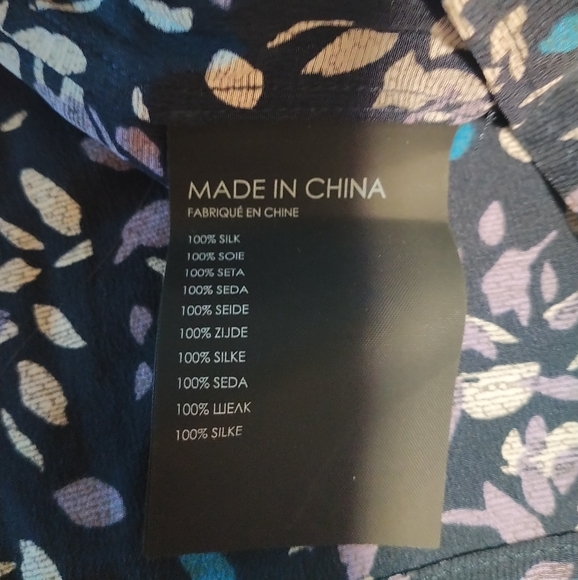 MADE IN CHINA
FABRIQUÉ EN CHINE
100% SILK
100% SOIE
100% SETA
100% SEDA
100% SEIDE
100% ZIJDE
100% SILKE
100% SEDA
100% ШЕЛК
100% SILKE